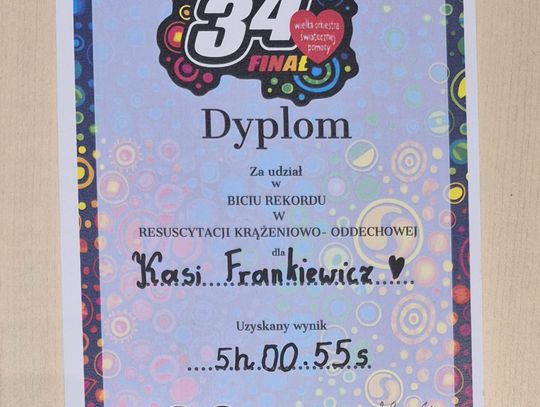 34
wielka orkiestra
świątecznej
pomocy
FINAŁ
Dyplom
Za udział
w
BICIU REKORDU
W
RESUSCYTACJI KRĄŻENIOWO- ODDECHOWEJ
dla
Kasi Frankiewicz ♥
Uzyskany wynik
5h.00.55s